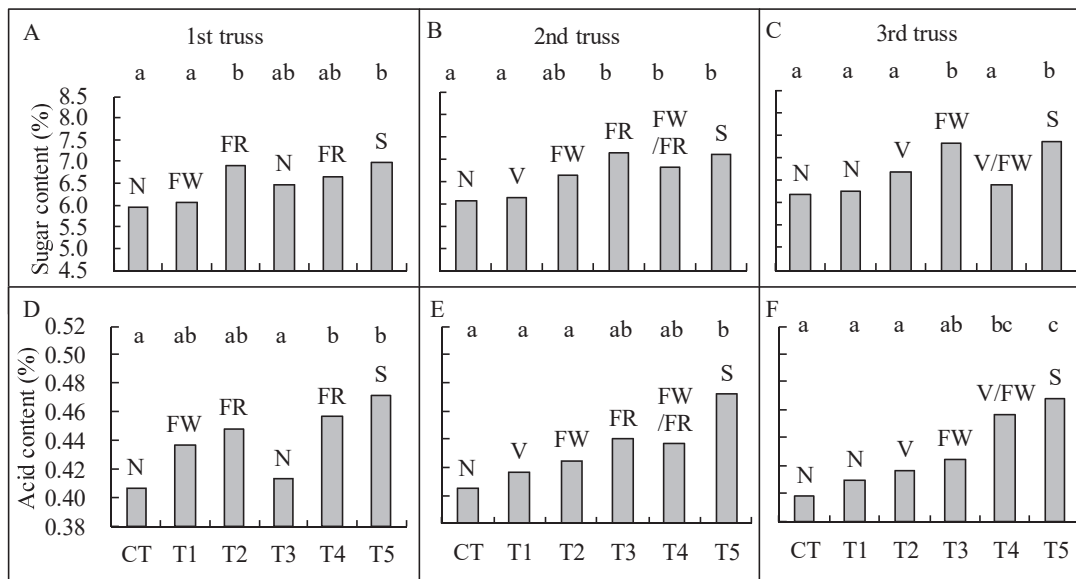 A 1st truss
B 2nd truss
C 3rd truss
a a b ab ab b
a a ab b b b
a a a b a b
Sugar content (%)
8.5
8.0
7.5
7.0
6.5
6.0
5.5
5.0
4.5
N FW FR N FR S
N V FW FR FW
/FR S
N N V FW V/FW S
D
E
F
a ab ab a b b
a a a ab ab b
a a a ab bc c
Acid content (%)
0.52
0.50
0.48
0.46
0.44
0.42
0.40
0.38
N FW FR N FR S
N V FW FR FW
/FR S
N N V FW V/FW S
CT T1 T2 T3 T4 T5
CT T1 T2 T3 T4 T5
CT T1 T2 T3 T4 T5